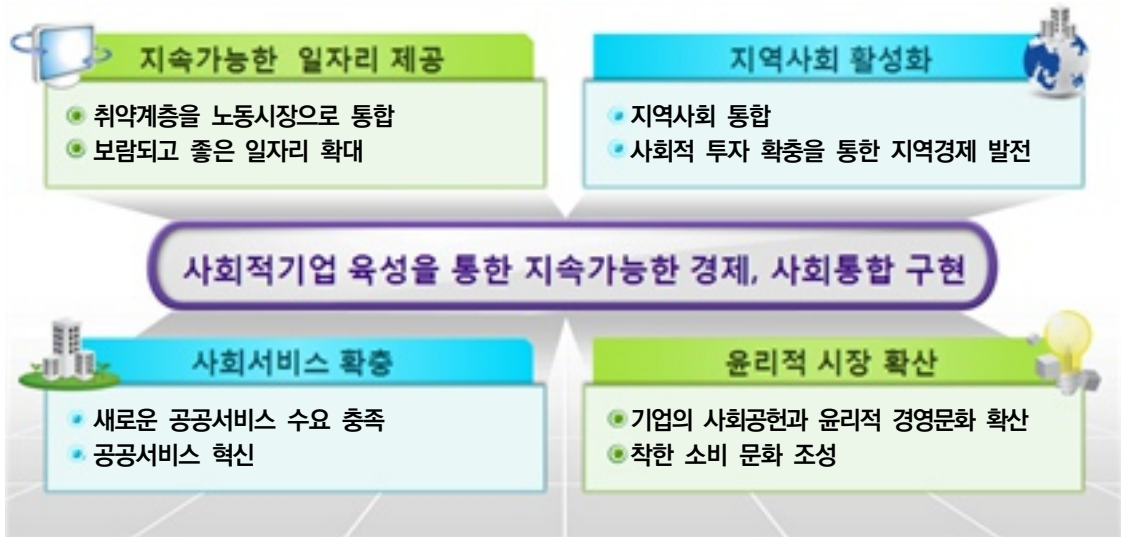 지속가능한 일자리 제공
취약계층을 노동시장으로 통합
보람되고 좋은 일자리 확대
지역사회 활성화
지역사회 통합
사회적 투자 확충을 통한 지역경제 발전
사회적기업 육성을 통한 지속가능한 경제, 사회통합 구현
사회서비스 확충
새로운 공공서비스 수요 충족
공공서비스 혁신
윤리적 시장 확산
기업의 사회공헌과 윤리적 경영문화 확산
착한 소비 문화 조성